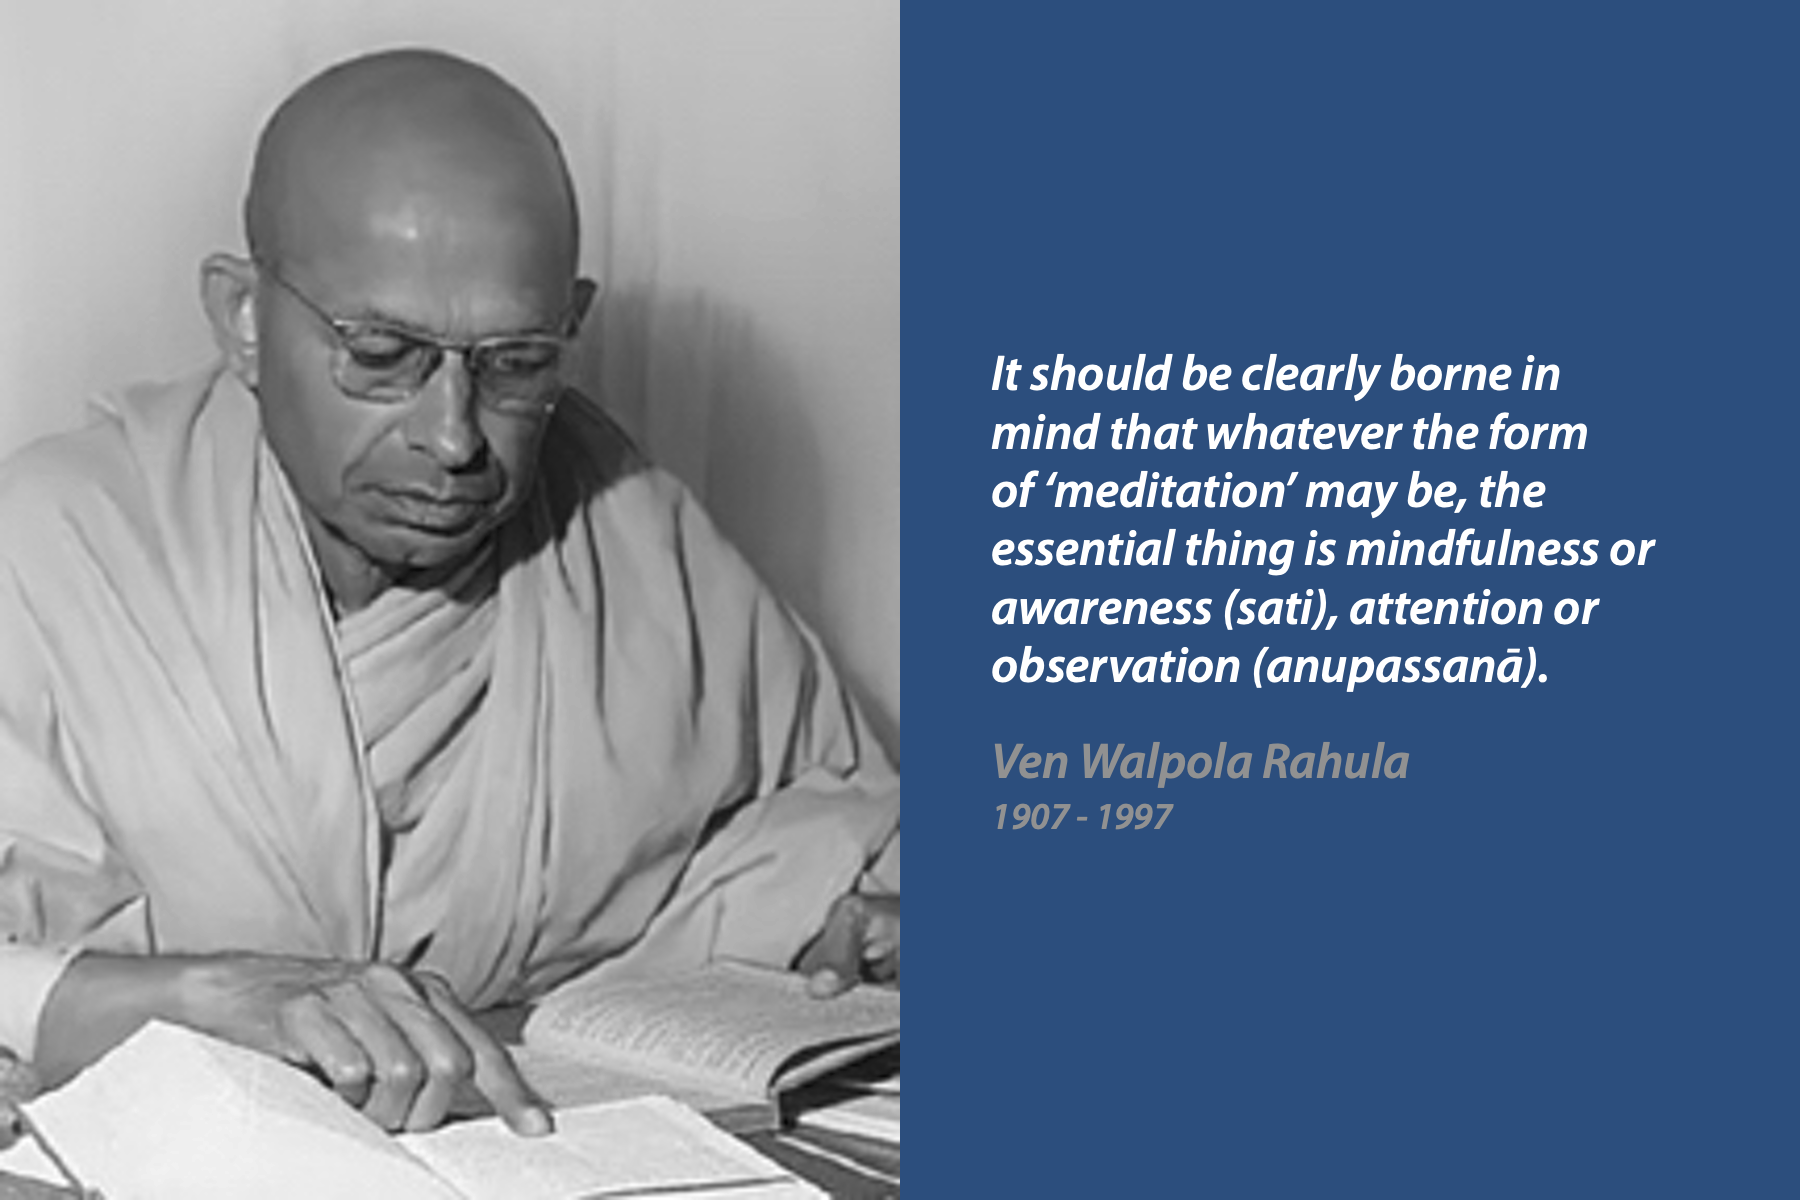 It should be clearly borne in
mind that whatever the form
of ‘meditation’ may be, the
essential thing is mindfulness or
awareness (sati), attention or
observation (anupassanā).
Ven Walpola Rahula
1907 - 1997